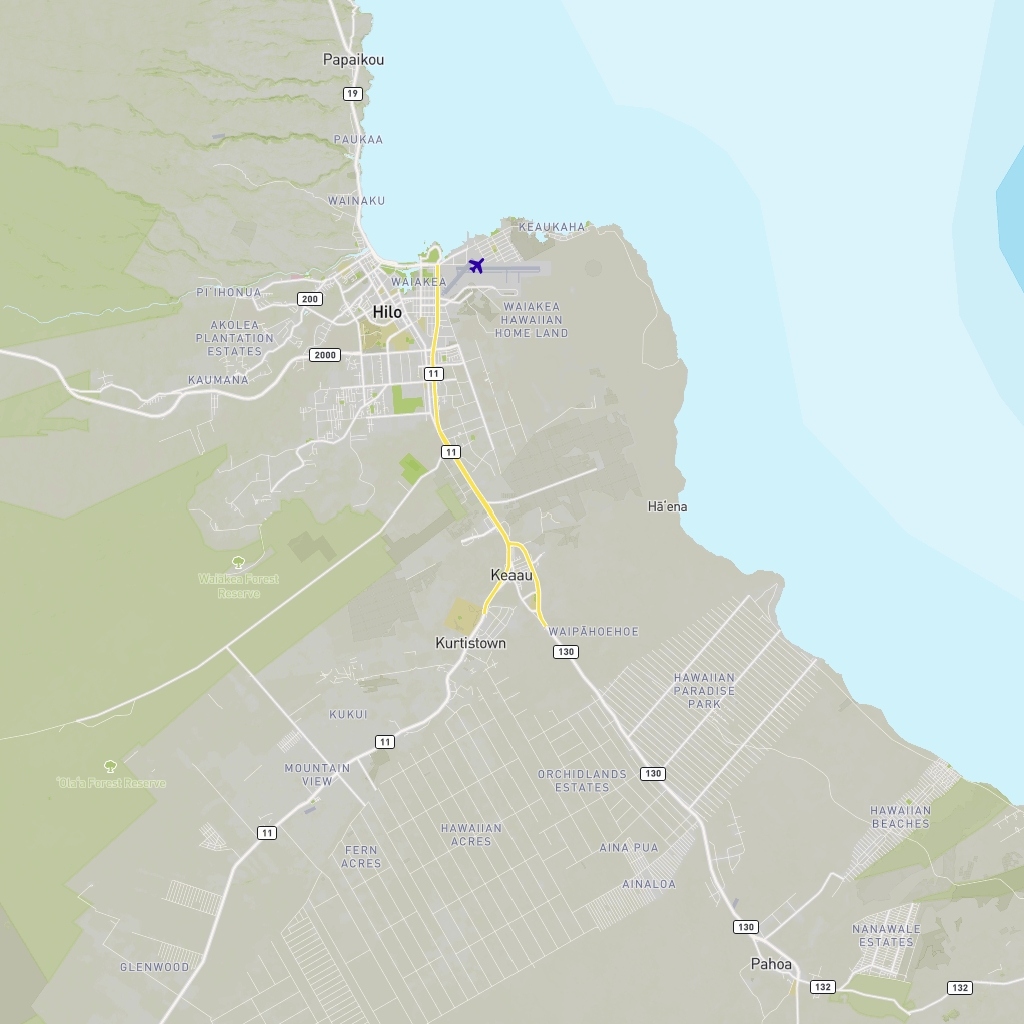 Papaikou
19
PAUKAA
WAINAKU
KEAUKAHA
WAIAKEA
PI'IHONUA
200
Hilo
WAIAKEA
HAWAIIAN
HOME LAND
AKOLEA
PLANTATION
ESTATES
2000
11
KAUMANA
11
Hā'ena
Waiākea Forest
Reserve
Keaau
Kurtistown
WAIPĀHOEHOE
130
HAWAIIAN
PARADISE
PARK
KUKUI
11
MOUNTAIN
VIEW
ORCHIDLANDS
ESTATES
130
'Ōla'a Forest Reserve
HAWAIIAN
BEACHES
11
HAWAIIAN
ACRES
FERN
ACRES
AINA PUA
AINALOA
130
NANAWALE
ESTATES
GLENWOOD
Pahoa
132
132